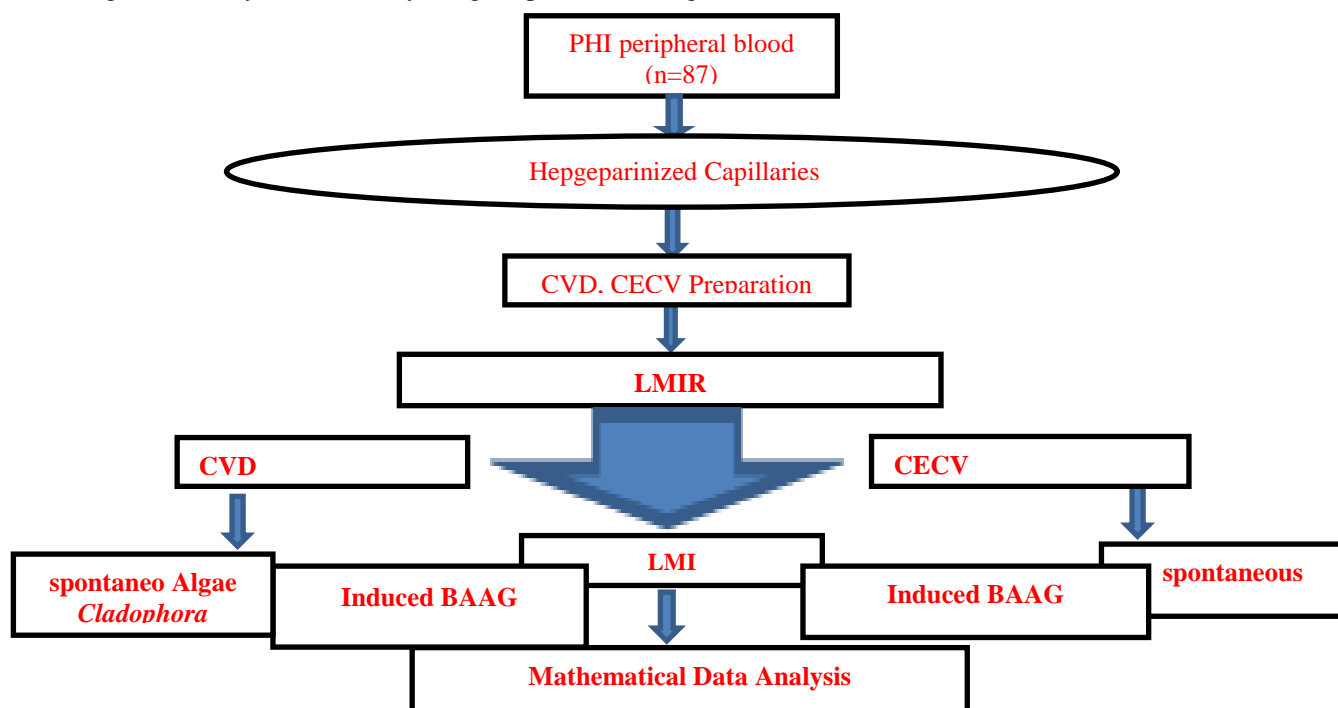 PHI peripheral blood
(n=87)
Hepgeparinized Capillaries
CVD, CECV Preparation
LMIR
CVD
CECV
spontaneo Algae
Cladophora
Induced BAAG
LMI
Induced BAAG
spontaneous
Mathematical Data Analysis